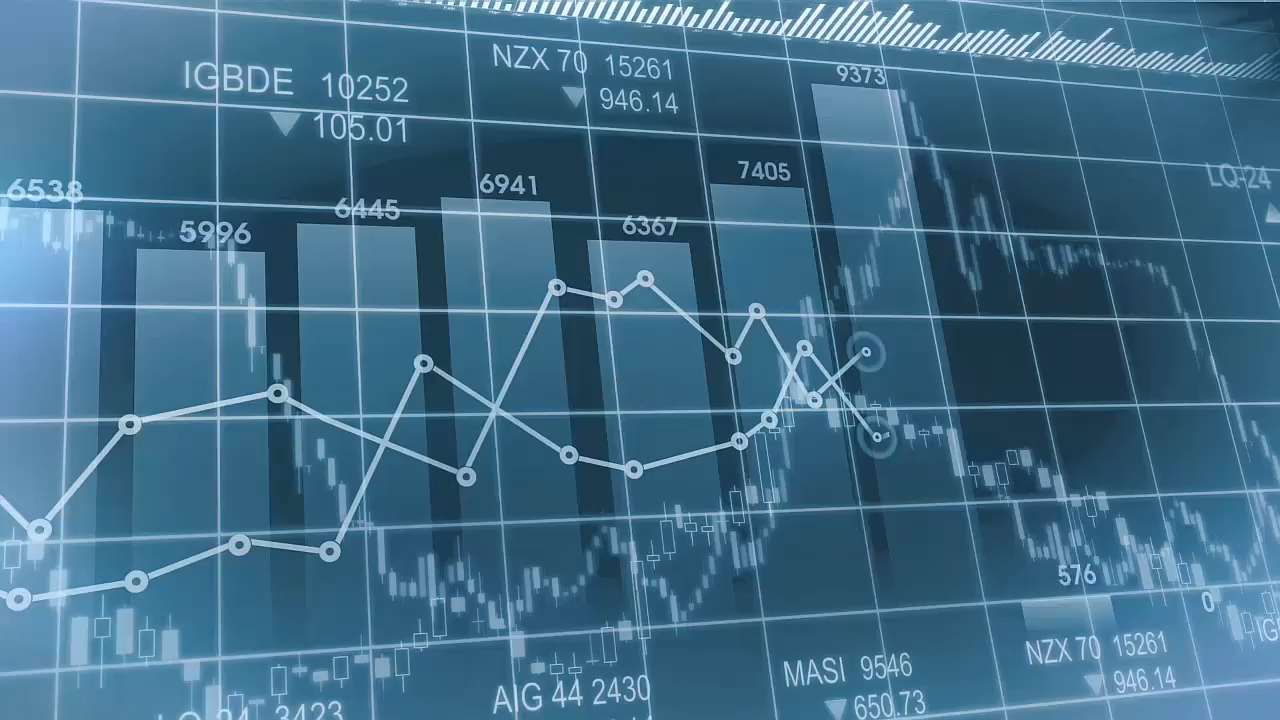 IGBDE 10252
105.01
NZX 70 15261
946.14
9373
7405
6941
6445
6367
6538
5996
LQ-24
576
0
NZX 70 15261
946.14
MASI 9546
650.73
AIG 44 2430